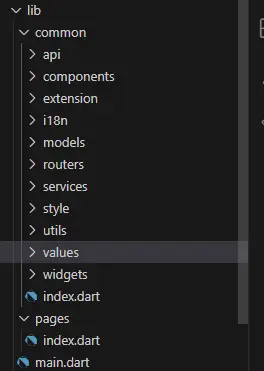 lib
common
api
components
extension
i18n
models
routers
services
style
utils
values
widgets
index.dart
pages
index.dart
main.dart